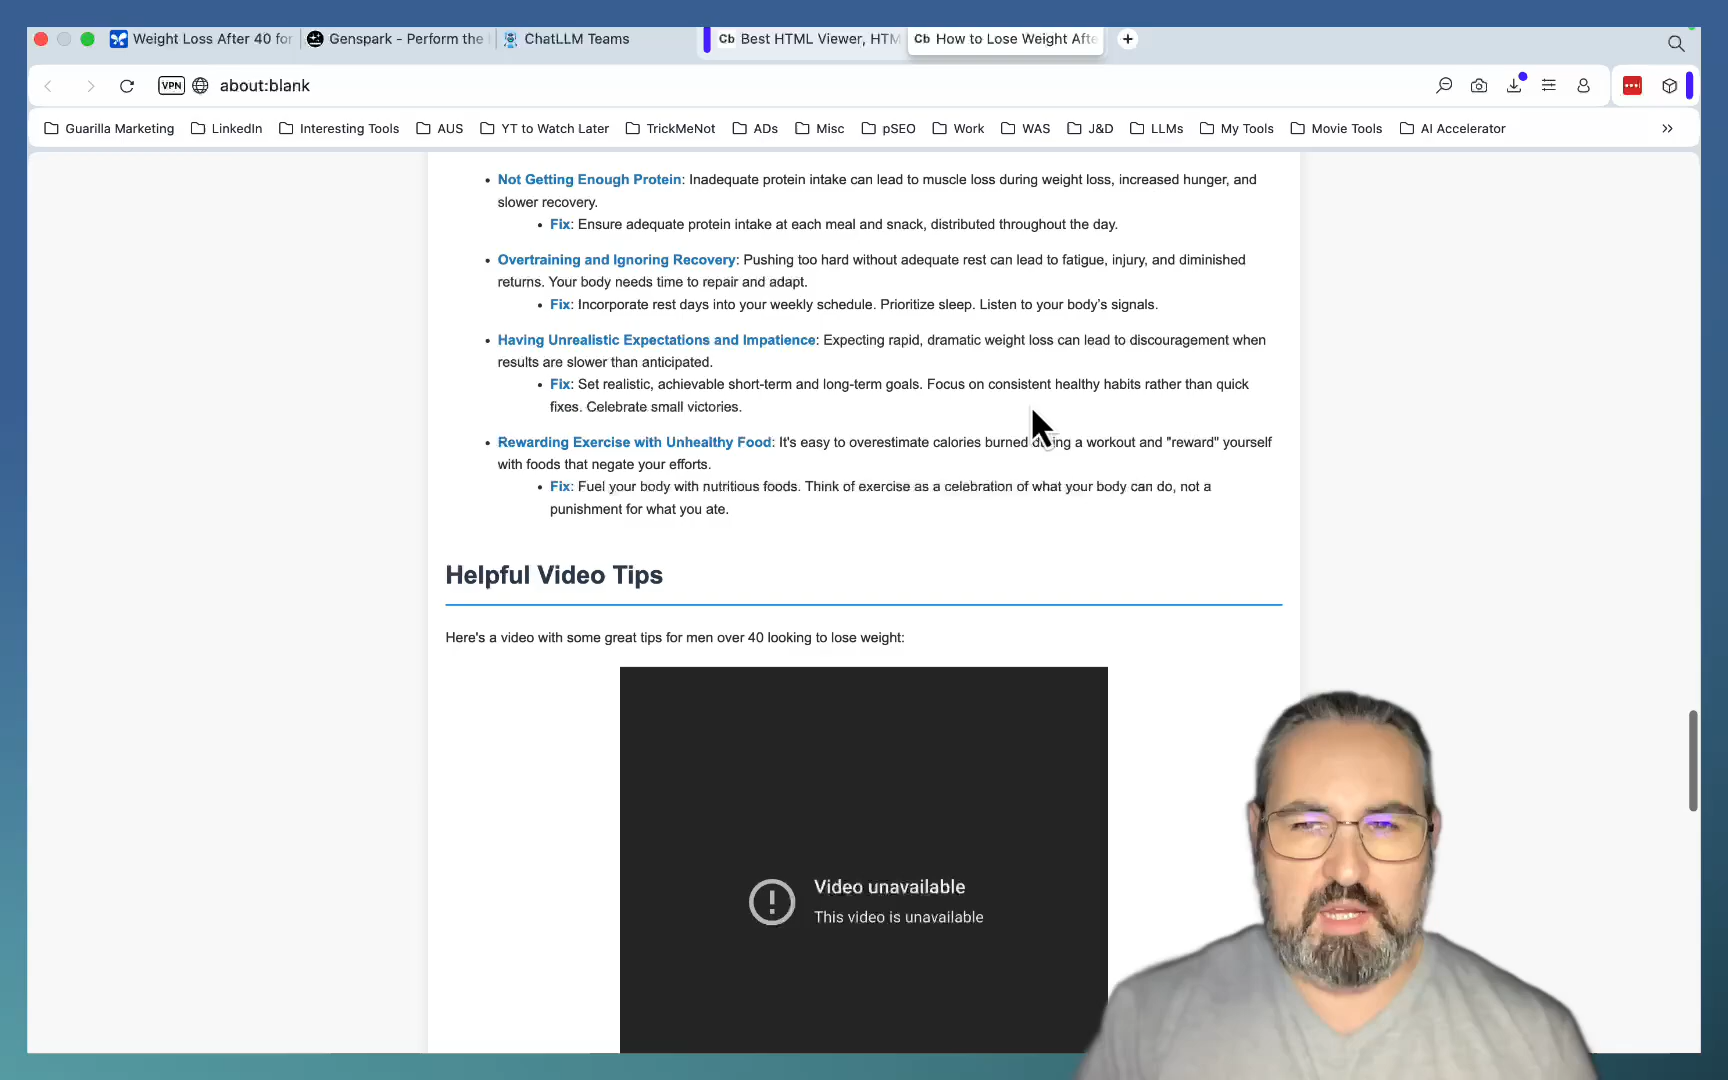 Weight Loss After 40 for
Genspark - Perform the
ChatLLM Teams
Cb Best HTML Viewer, HTM
Cb How to Lose Weight Afte
VPN about:blank
Guarilla Marketing
LinkedIn
Interesting Tools
AUS
YT to Watch Later
TrickMeNot
ADs
Misc
pSEO
Work
WAS
J&D
LLMs
My Tools
Movie Tools
AI Accelerator
• Not Getting Enough Protein: Inadequate protein intake can lead to muscle loss during weight loss, increased hunger, and
slower recovery.
• Fix: Ensure adequate protein intake at each meal and snack, distributed throughout the day.
• Overtraining and Ignoring Recovery: Pushing too hard without adequate rest can lead to fatigue, injury, and diminished
returns. Your body needs time to repair and adapt.
• Fix: Incorporate rest days into your weekly schedule. Prioritize sleep. Listen to your body's signals.
• Having Unrealistic Expectations and Impatience: Expecting rapid, dramatic weight loss can lead to discouragement when
results are slower than anticipated.
• Fix: Set realistic, achievable short-term and long-term goals. Focus on consistent healthy habits rather than quick
fixes. Celebrate small victories.
• Rewarding Exercise with Unhealthy Food: It's easy to overestimate calories burned a workout and "reward" yourself
with foods that negate your efforts.
• Fix: Fuel your body with nutritious foods. Think of exercise as a celebration of what your body can do, not a
punishment for what you ate.
Helpful Video Tips
Here's a video with some great tips for men over 40 looking to lose weight:
Video unavailable
This video is unavailable